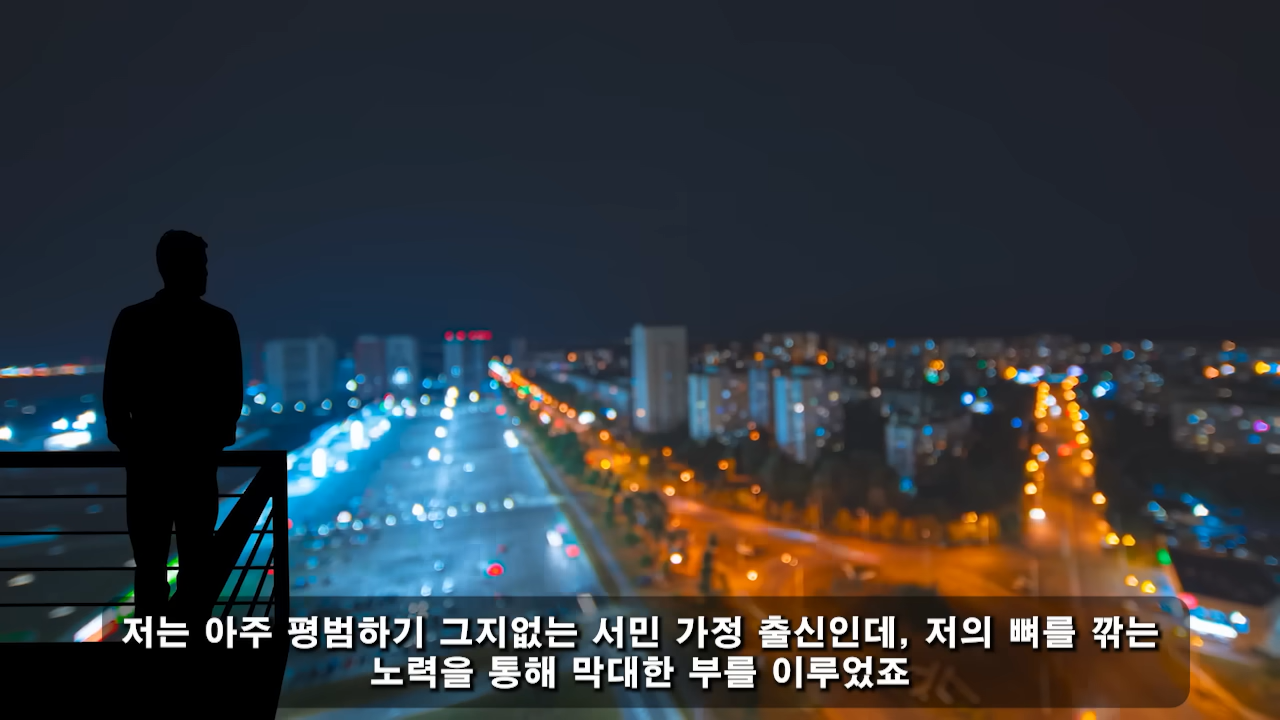 저는 아주 평범하기 그지없는 서민 가정 출신인데, 저의 뼈를 깎는
노력을 통해 막대한 부를 이루었죠